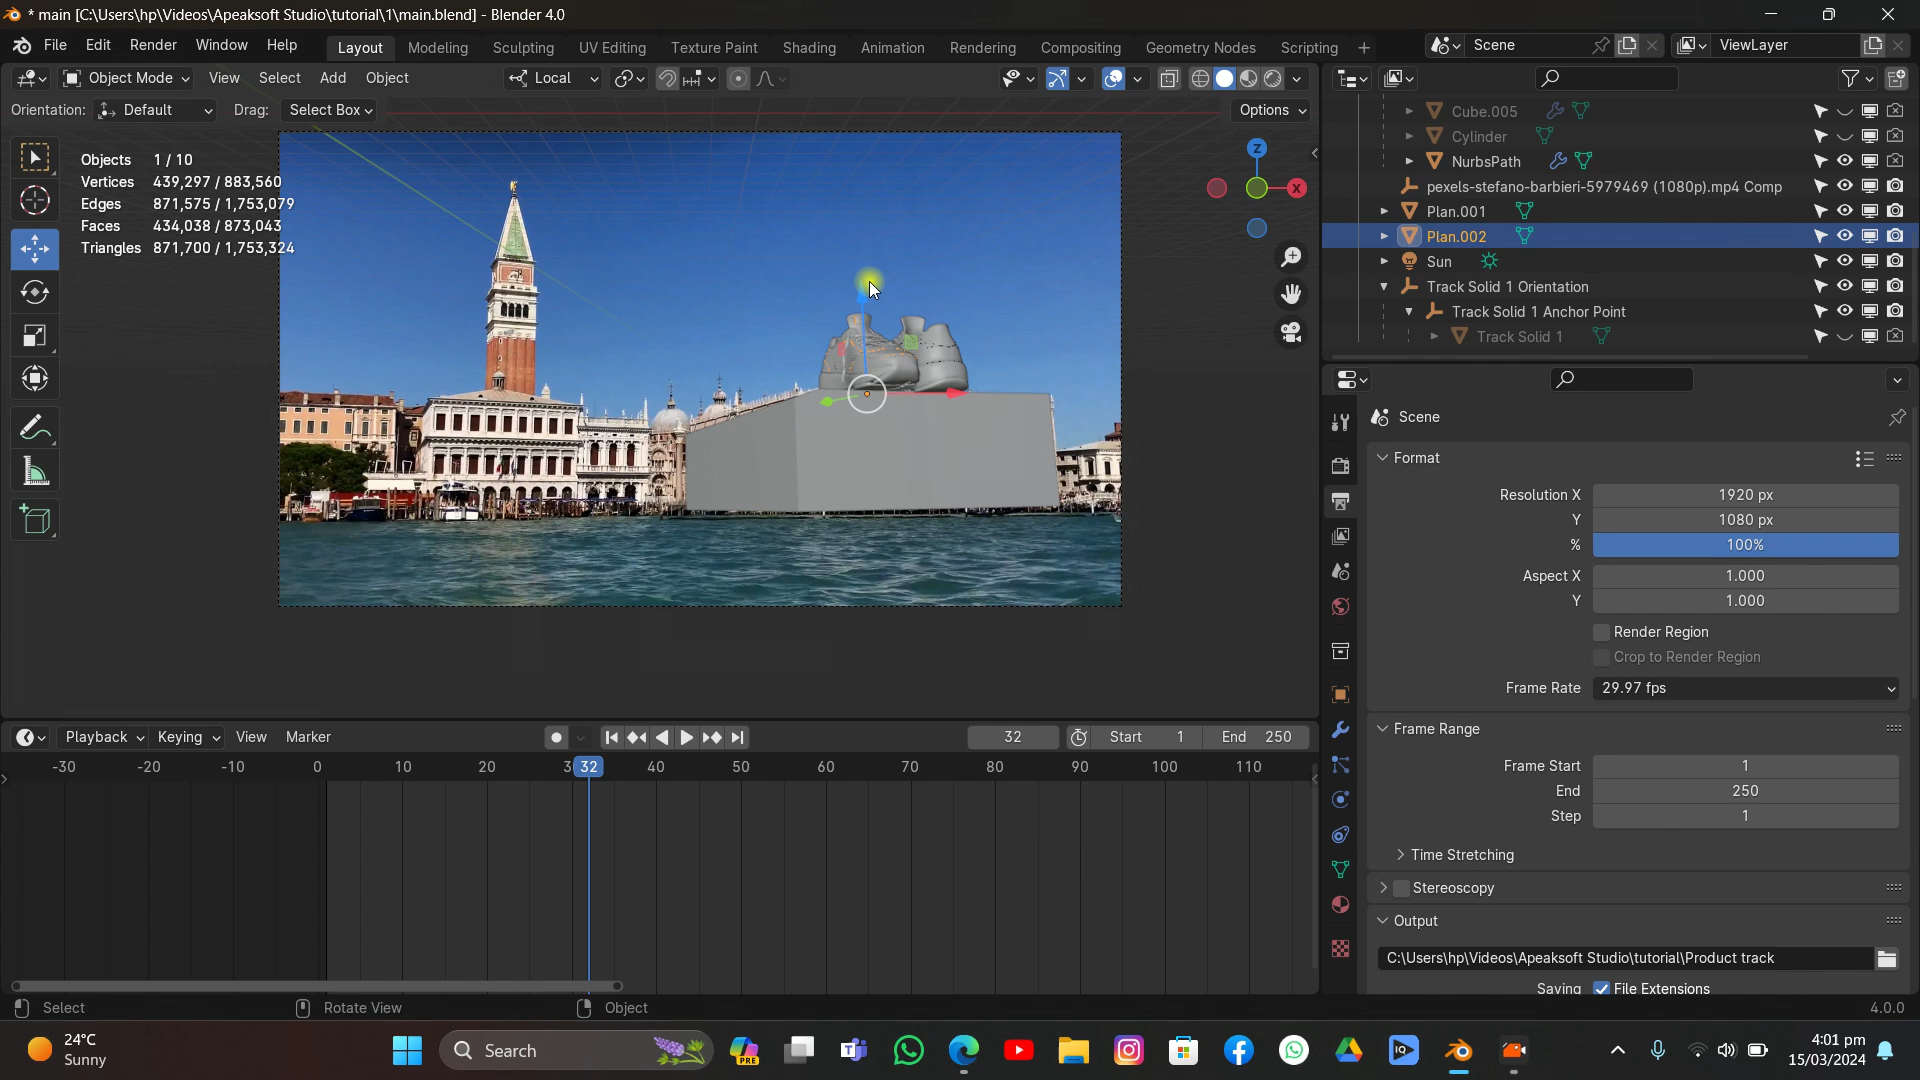 * main [C:\Users\hp\Videos\Apeaksoft Studio\tutorial\1\main.blend] - Blender 4.0
File Edit Render Window Help
Layout Modeling Sculpting UV Editing Texture Paint Shading Animation Rendering Compositing Geometry Nodes Scripting +
Scene
ViewLayer
Object Mode View Select Add Object
Local
Orientation: Default Drag: Select Box
Options
Objects 1 / 10
Vertices 439,297 / 883,560
Edges 871,575 / 1,753,079
Faces 434,038 / 873,043
Triangles 871,700 / 1,753,324
Z
X
Cube.005
Cylinder
NurbsPath
pexels-stefano-barbieri-5979469 (1080p).mp4 Comp
Plan.001
Plan.002
Sun
Track Solid 1 Orientation
Track Solid 1 Anchor Point
Track Solid 1
Scene
Format
Resolution X 1920 px
Y 1080 px
% 100%
Aspect X 1.000
Y 1.000
Render Region
Crop to Render Region
Frame Rate 29.97 fps
Frame Range
Frame Start 1
End 250
Step 1
Time Stretching
Stereoscopy
Output
C:\Users\hp\Videos\Apeaksoft Studio\tutorial\Product track
Saving File Extensions
Playback Keying View Marker
32 Start 1 End 250
-30 -20 -10 0 10 20 3 32 40 50 60 70 80 90 100 110
Select Rotate View Object
4.0.0
24°C
Sunny
Search
PRE
IQ
4:01 pm
15/03/2024